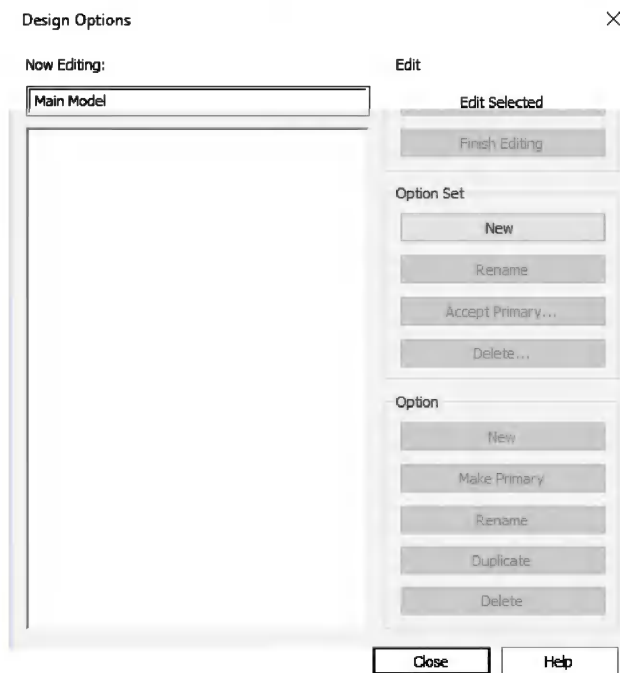 Design Options
Now Editing:
Main Model
Edit
Edit Selected
Finish Editing
Option Set
New
Rename
Accept Primary...
Delete...
Option
New
Make Primary
Rename
Duplicate
Delete
Close
Help